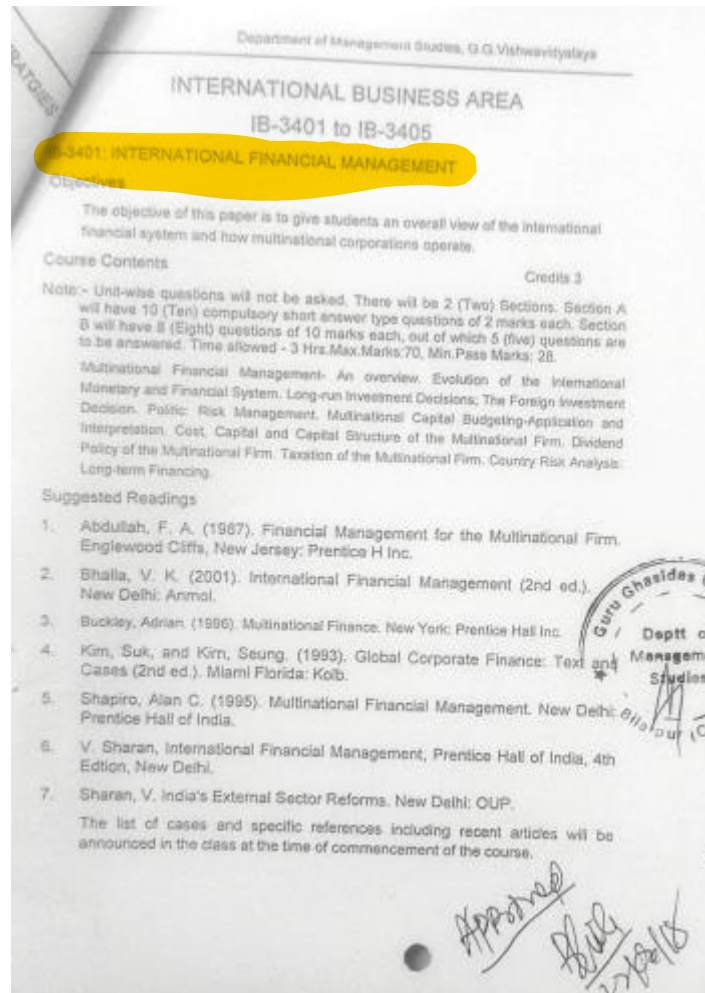 RATGIES
Department of Management Studies, G.G.Vishwavidyalaya
INTERNATIONAL BUSINESS AREA
IB-3401 to IB-3405
IB-3401: INTERNATIONAL FINANCIAL MANAGEMENT
Objectives
The objective of this paper is to give students an overall view of the international
financial system and how multinational corporations operate.
Course Contents
Credits 3
Note:- Unit-wise questions will not be asked. There will be 2 (Two) Sections. Section A
will have 10 (Ten) compulsory short answer type questions of 2 marks each. Section
B will have 8 (Eight) questions of 10 marks each, out of which 5 (five) questions are
to be answered. Time allowed - 3 Hrs.Max.Marks:70, Min.Pass Marks: 28.
Multinational Financial Management- An overview. Evolution of the International
Monetary and Financial System. Long-run Investment Decisions; The Foreign Investment
Decision. Politic Risk Management. Multinational Capital Budgeting-Application and
Interpretation. Cost, Capital and Capital Structure of the Multinational Firm. Dividend
Policy of the Multinational Firm. Taxation of the Multinational Firm. Country Risk Analysis.
Long-term Financing.
Suggested Readings
1. Abdullah, F. A. (1987). Financial Management for the Multinational Firm.
Englewood Cliffs, New Jersey: Prentice H Inc.
2. Bhalla, V. K. (2001). International Financial Management (2nd ed.).
New Delhi: Anmol.
3. Buckley, Adrian. (1996). Multinational Finance. New York: Prentice Hall Inc.
4. Kim, Suk, and Kim, Seung. (1993). Global Corporate Finance: Text and
Cases (2nd ed.). Miami Florida: Kolb.
5. Shapiro, Alan C. (1995). Multinational Financial Management. New Delhi:
Prentice Hall of India.
6. V. Sharan, International Financial Management, Prentice Hall of India, 4th
Edtion, New Delhi.
7. Sharan, V. India's External Sector Reforms. New Delhi: OUP.
The list of cases and specific references including recent articles will be
announced in the class at the time of commencement of the course.
Guru Ghasidas
Deptt o
Managem
Studies
Bilaspur (C
Approved